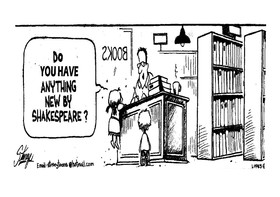 DO
YOU HAVE
ANYTHING
NEW BY
SHAKESPEARE ?
BOOKS